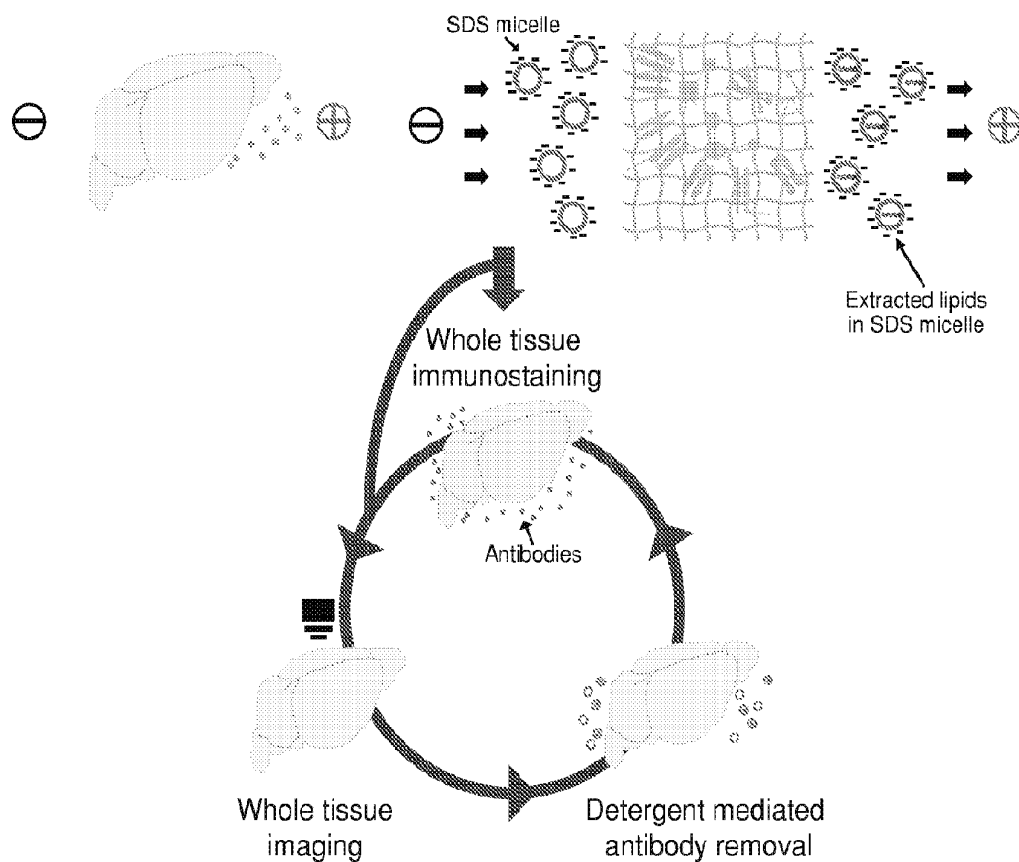 SDS micelle
Extracted lipids
in SDS micelle
Whole tissue
immunostaining
Antibodies
Whole tissue
imaging
Detergent mediated
antibody removal